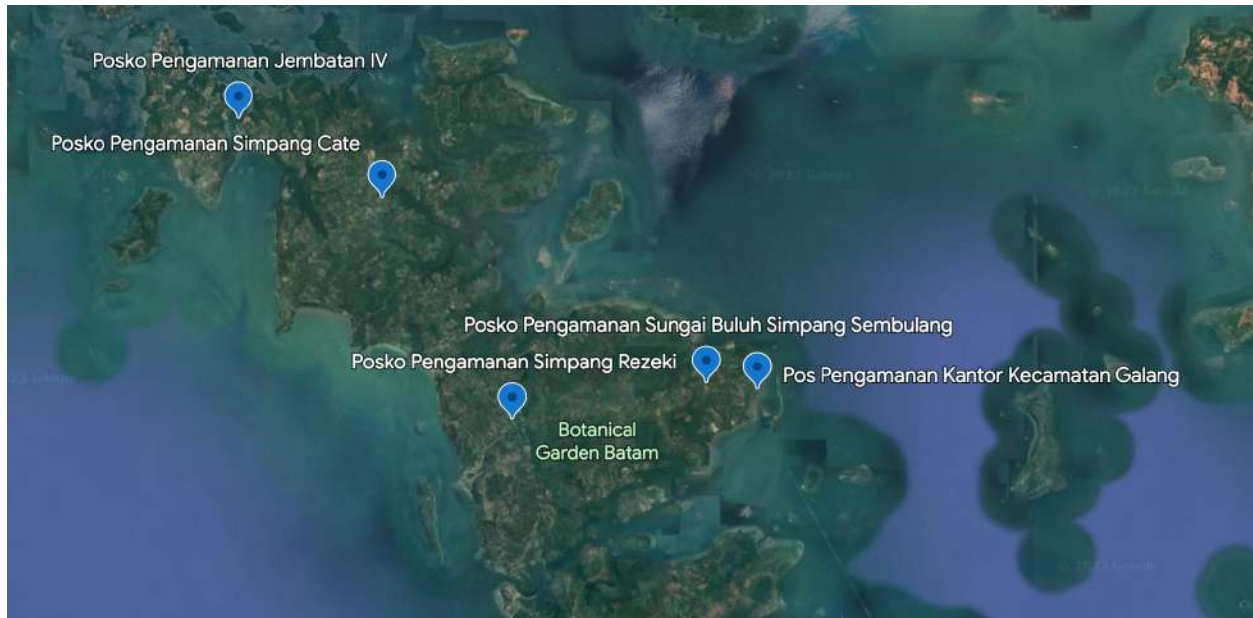 Posko Pengamanan Jembatan IV
Posko Pengamanan Simpang Cate
Posko Pengamanan Sungai Buluh Simpang Sembulang
Posko Pengamanan Simpang Rezeki
Pos Pengamanan Kantor Kecamatan Galang
Botanical
Garden Batam